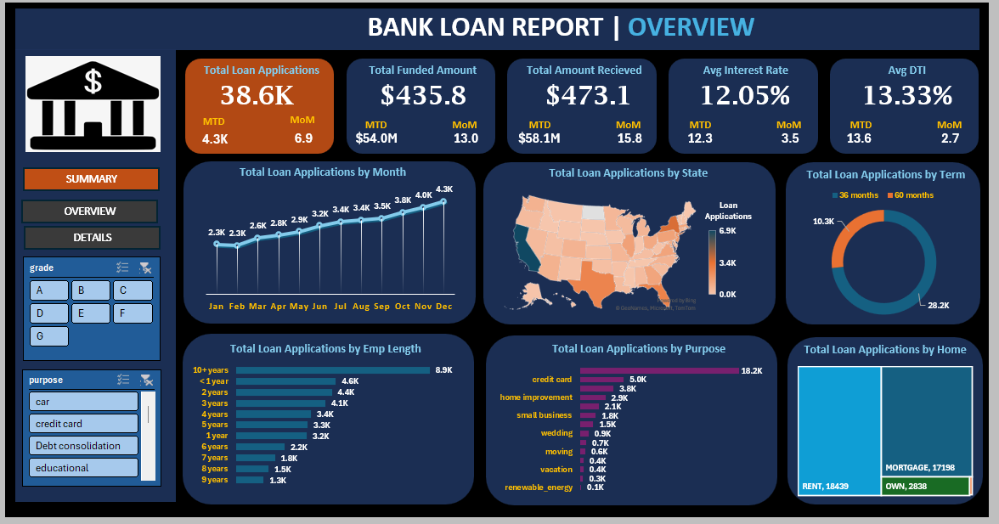 BANK LOAN REPORT | OVERVIEW
$
SUMMARY
OVERVIEW
DETAILS
grade
A B C
D E F
G
purpose
car
credit card
Debt consolidation
educational
Total Loan Applications
38.6K
MTD MoM
4.3K 6.9
Total Funded Amount
$435.8
MTD MoM
$54.0M 13.0
Total Amount Recieved
$473.1
MTD MoM
$58.1M 15.8
Avg Interest Rate
12.05%
MTD MoM
12.3 3.5
Avg DTI
13.33%
MTD MoM
13.6 2.7
Total Loan Applications by Month
2.3K 2.3K 2.6K 2.8K 2.9K 3.2K 3.4K 3.4K 3.5K 3.8K 4.0K 4.3K
Jan Feb Mar Apr May Jun Jul Aug Sep Oct Nov Dec
Total Loan Applications by State
Loan
Applications
6.9K
3.4K
0.0K
Powered by Bing
© GeoNames, Microsoft, TomTom
Total Loan Applications by Term
36 months 60 months
10.3K
28.2K
Total Loan Applications by Emp Length
10+ years 8.9K
< 1 year 4.6K
2 years 4.4K
3 years 4.1K
4 years 3.4K
5 years 3.3K
1 year 3.2K
6 years 2.2K
7 years 1.8K
8 years 1.5K
9 years 1.3K
Total Loan Applications by Purpose
18.2K
credit card 5.0K
3.8K
home improvement 2.9K
2.1K
small business 1.8K
1.5K
wedding 0.9K
0.7K
moving 0.6K
0.4K
vacation 0.4K
0.3K
renewable_energy 0.1K
Total Loan Applications by Home
RENT, 18439
MORTGAGE, 17198
OWN, 2838